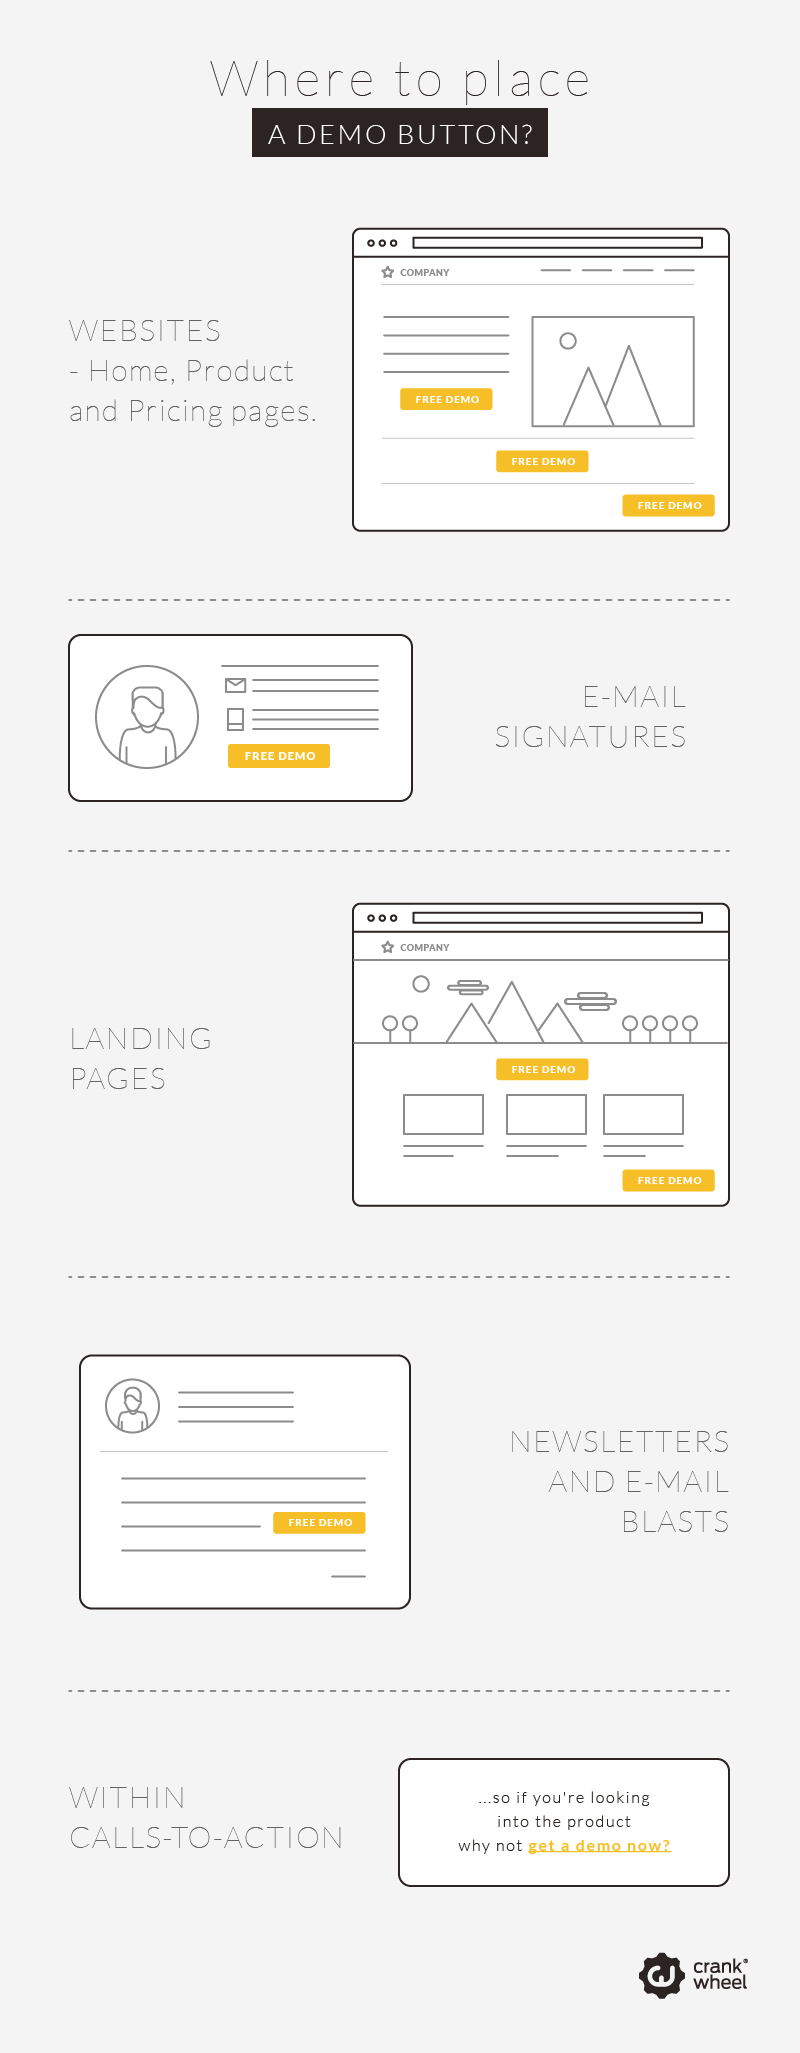 Where to place
A DEMO BUTTON?
WEBSITES
- Home, Product
and Pricing pages.
COMPANY
FREE DEMO
FREE DEMO
FREE DEMO
FREE DEMO
E-MAIL
SIGNATURES
LANDING
PAGES
COMPANY
FREE DEMO
FREE DEMO
FREE DEMO
NEWSLETTERS
AND E-MAIL
BLASTS
WITHIN
CALLS-TO-ACTION
...so if you're looking
into the product
why not get a demo now?
crank®
wheel